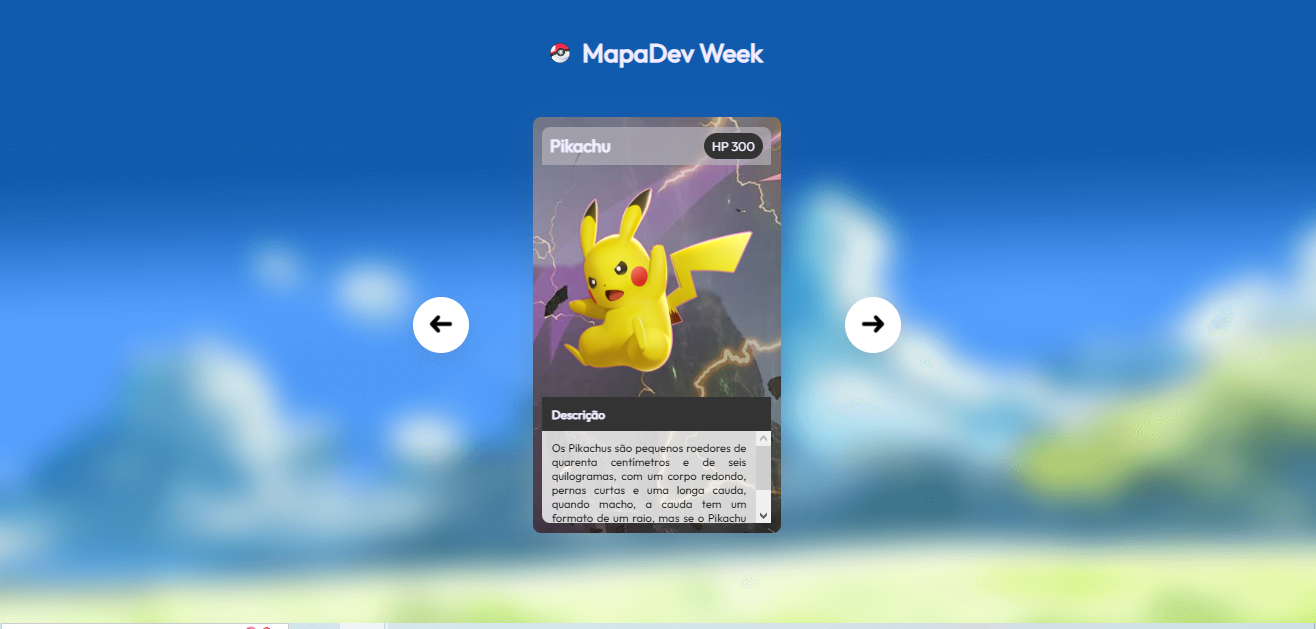 MapaDev Week
Pikachu
HP 300
Descrição
Os Pikachus são pequenos roedores de
quarenta centímetros e de seis
quilogramas, com um corpo redondo,
pernas curtas e uma longa cauda,
quando macho, a cauda tem um
formato de um raio, mas se o Pikachu